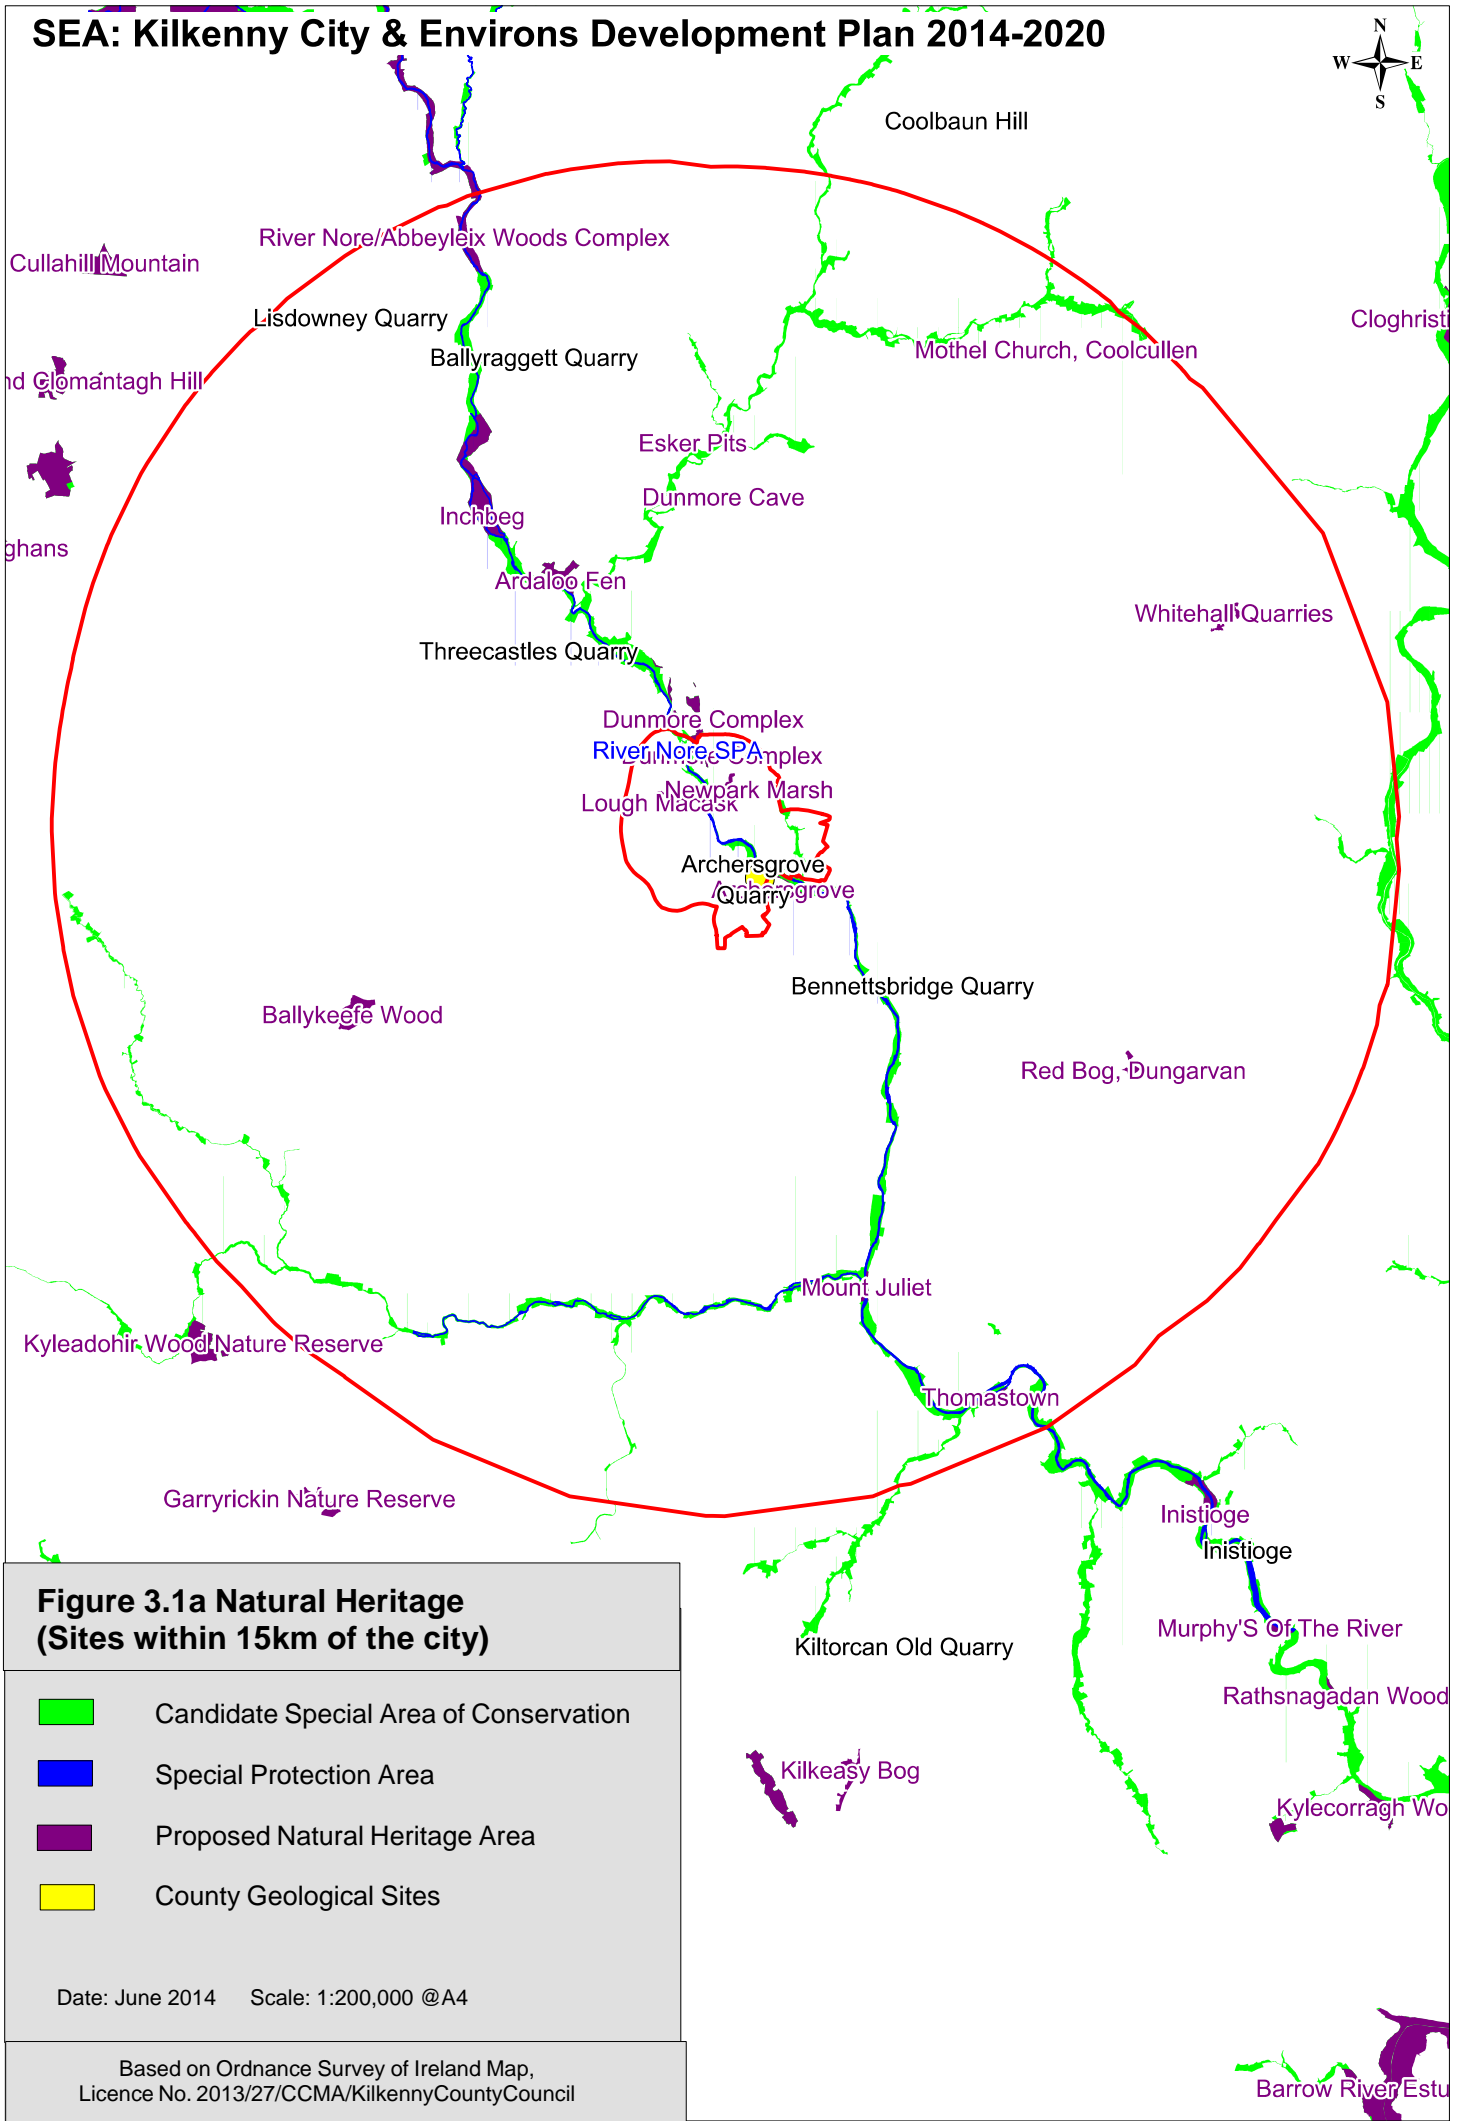 SEA: Kilkenny City & Environs Development Plan 2014-2020
N
W E
S
Coolbaun Hill
River Nore/Abbeyleix Woods Complex
Cullahill Mountain
Lisdowney Quarry
Cloghristi
Ballyraggett Quarry
Mothel Church, Coolcullen
nd Clomantagh Hill
Esker Pits
Dunmore Cave
Inchbeg
ghans
Ardaloo Fen
Whitehall Quarries
Threecastles Quarry
Dunmore Complex
River Nore SPA
Dunmore Complex
Newpark Marsh
Lough Macask
Archersgrove
Quarry
Archersgrove
Bennettsbridge Quarry
Ballykeefe Wood
Red Bog, Dungarvan
Mount Juliet
Kyleadohir Wood Nature Reserve
Thomastown
Garryrickin Nature Reserve
Inistioge
Inistioge
Murphy'S Of The River
Kiltorcan Old Quarry
Rathsnagadan Wood
Kilkeasy Bog
Kylecorragh Wo
Barrow River Estu
Figure 3.1a Natural Heritage
(Sites within 15km of the city)
Candidate Special Area of Conservation
Special Protection Area
Proposed Natural Heritage Area
County Geological Sites
Date: June 2014 Scale: 1:200,000 @A4
Based on Ordnance Survey of Ireland Map,
Licence No. 2013/27/CCMA/KilkennyCountyCouncil